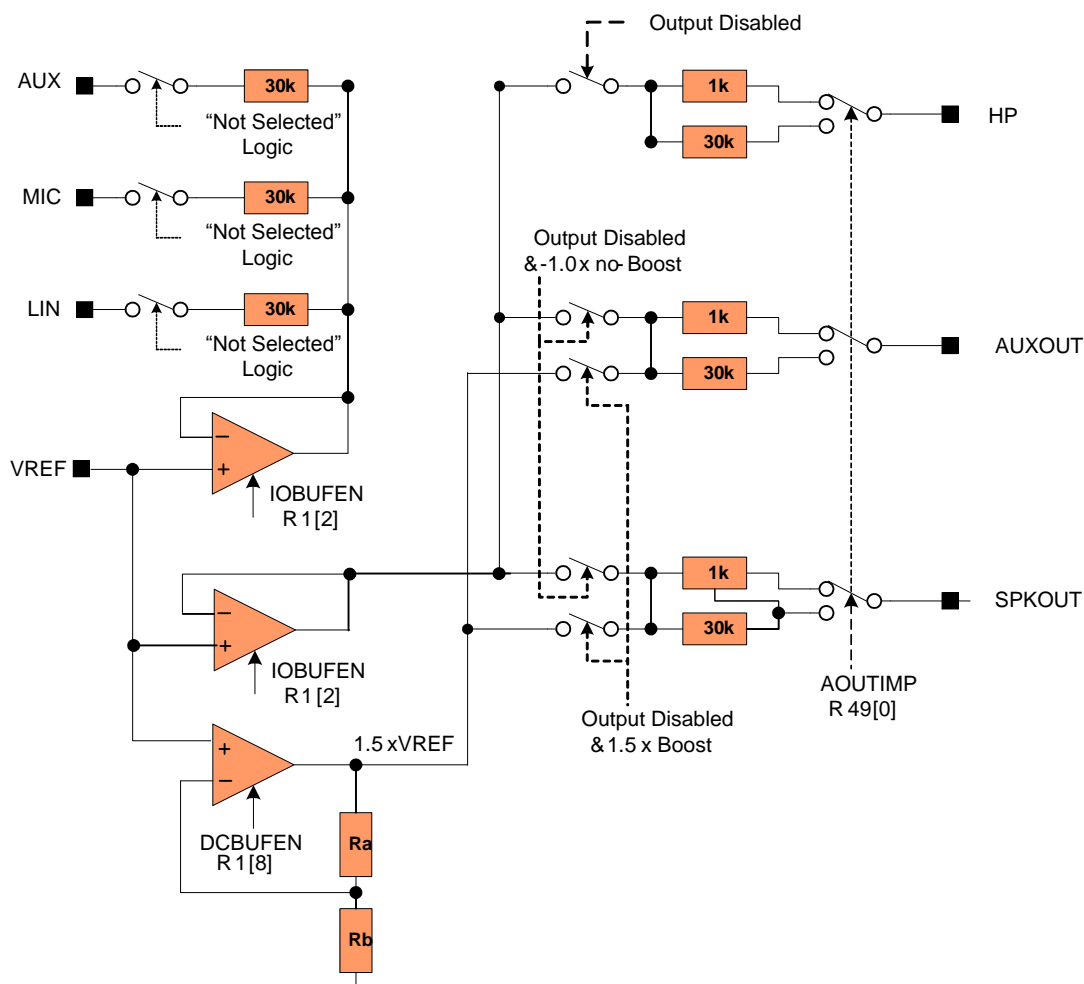 Output Disabled
AUX
30k
1k
HP
"Not Selected"
Logic
30k
MIC
30k
"Not Selected"
Logic
Output Disabled
& -1.0 x no- Boost
LIN
30k
1k
"Not Selected"
Logic
AUXOUT
30k
VREF
IOBUFEN
R 1 [2]
1k
SPKOUT
30k
IOBUFEN
R 1 [2]
AOUTIMP
R 49[0]
Output Disabled
& 1.5 x Boost
1.5 xVREF
DCBUFEN
R 1 [8]
Ra
Rb